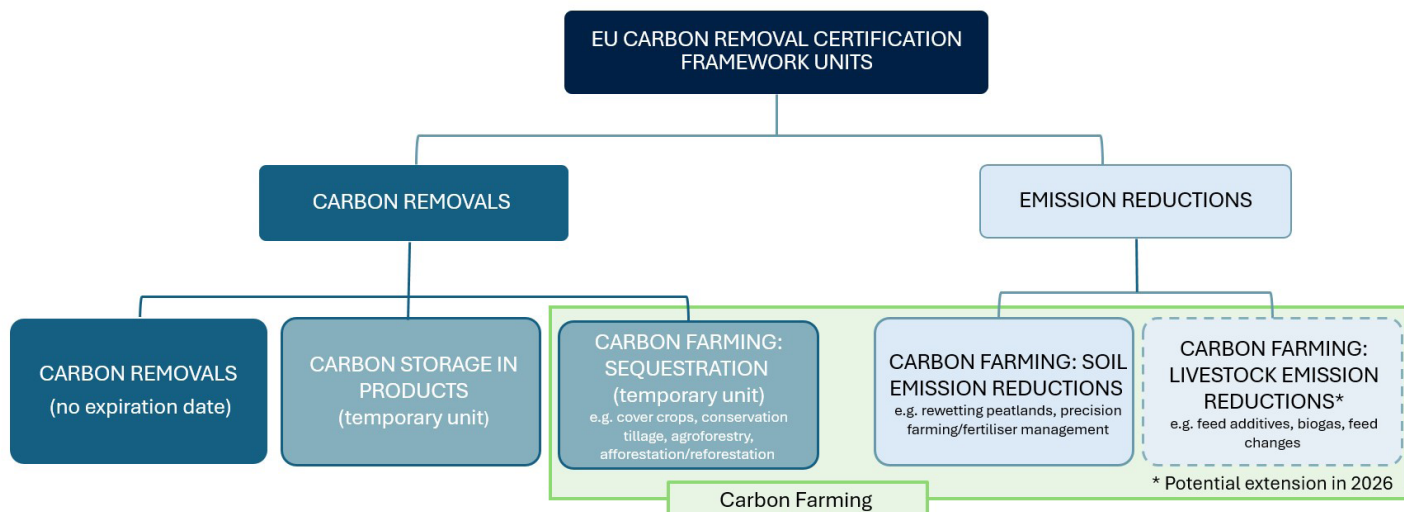 EU CARBON REMOVAL CERTIFICATION
FRAMEWORK UNITS
CARBON REMOVALS
EMISSION REDUCTIONS
CARBON REMOVALS
(no expiration date)
CARBON STORAGE IN
PRODUCTS
(temporary unit)
CARBON FARMING:
SEQUESTRATION
(temporary unit)
e.g. cover crops, conservation
tillage, agroforestry,
afforestation/reforestation
CARBON FARMING: SOIL
EMISSION REDUCTIONS
e.g. rewetting peatlands, precision
farming/fertiliser management
CARBON FARMING:
LIVESTOCK EMISSION
REDUCTIONS*
e.g. feed additives, biogas, feed
changes
* Potential extension in 2026
Carbon Farming